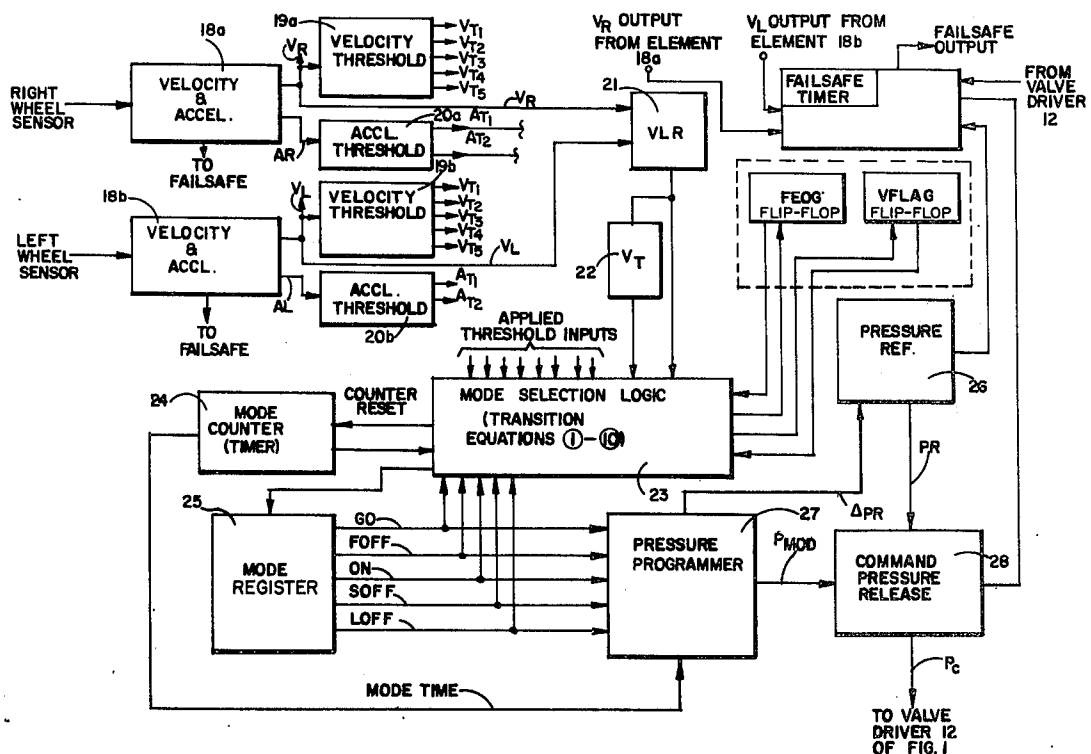 RIGHT
WHEEL
SENSOR
18a
VELOCITY
&
ACCEL.
TO
FAILSAFE
VR
AR
19a
VELOCITY
THRESHOLD
VT1
VT2
VT3
VT4
VT5
ACCL.
THRESHOLD
20a
AT1
AT2
VR
LEFT
WHEEL
SENSOR
18b
VELOCITY
&
ACCL.
TO
FAILSAFE
VL
AL
19b
VELOCITY
THRESHOLD
VT1
VT2
VT3
VT4
VT5
VL
ACCL.
THRESHOLD
20b
AT1
AT2
VR OUTPUT
FROM ELEMENT
18a
21
VLR
22
VT
VL OUTPUT FROM
ELEMENT 18b
FAILSAFE
OUTPUT
FAILSAFE
TIMER
FROM
VALVE
DRIVER
12
FEOG
FLIP-FLOP
VFLAG
FLIP-FLOP
APPLIED
THRESHOLD INPUTS
MODE SELECTION LOGIC
(TRANSITION
EQUATIONS ①-⑩)
23
24
MODE
COUNTER
(TIMER)
COUNTER
RESET
PRESSURE
REF.
26
PR
ΔPR
25
MODE
REGISTER
GO
FOFF
ON
SOFF
LOFF
27
PRESSURE
PROGRAMMER
PMOD
COMMAND
PRESSURE
RELEASE
28
MODE TIME
PC
TO VALVE
DRIVER 12
OF FIG. 1